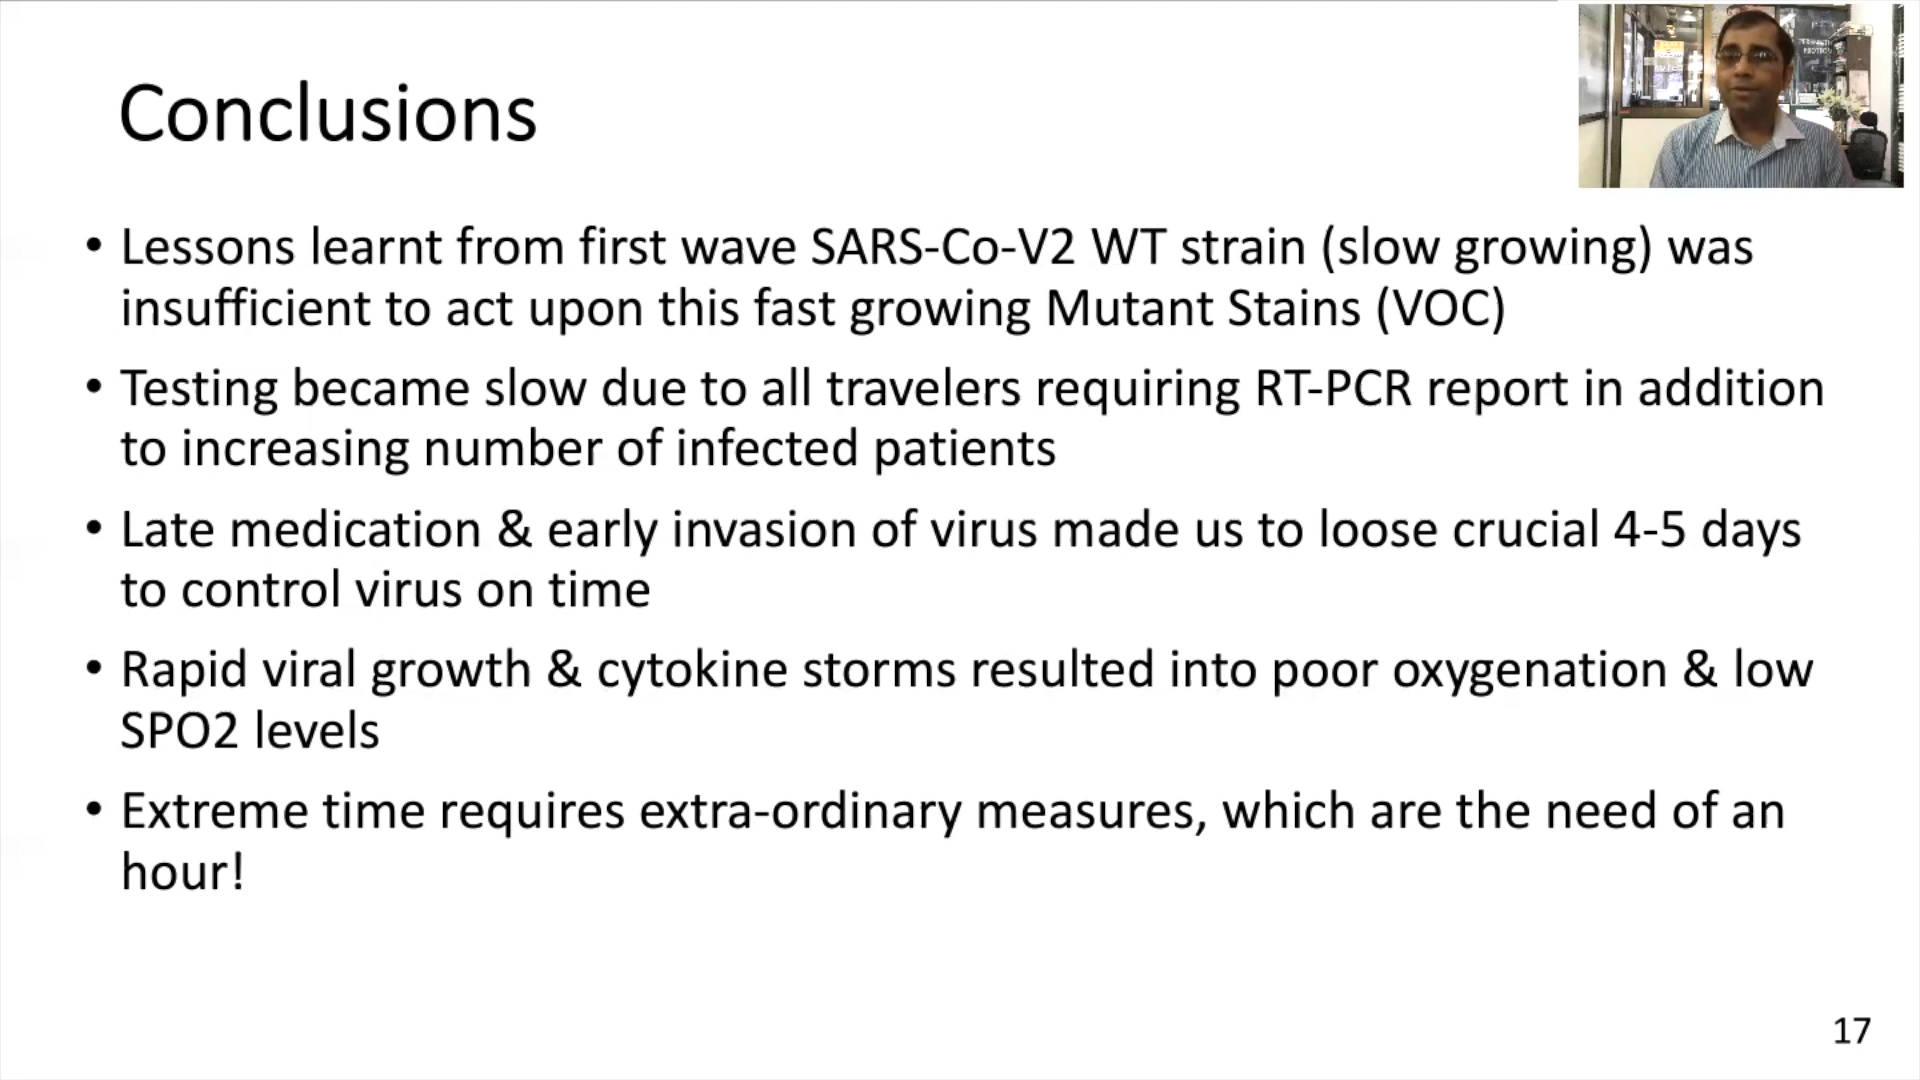 Conclusions
• Lessons learnt from first wave SARS-Co-V2 WT strain (slow growing) was
insufficient to act upon this fast growing Mutant Stains (VOC)
• Testing became slow due to all travelers requiring RT-PCR report in addition
to increasing number of infected patients
• Late medication & early invasion of virus made us to loose crucial 4-5 days
to control virus on time
• Rapid viral growth & cytokine storms resulted into poor oxygenation & low
SPO2 levels
• Extreme time requires extra-ordinary measures, which are the need of an
hour!
17